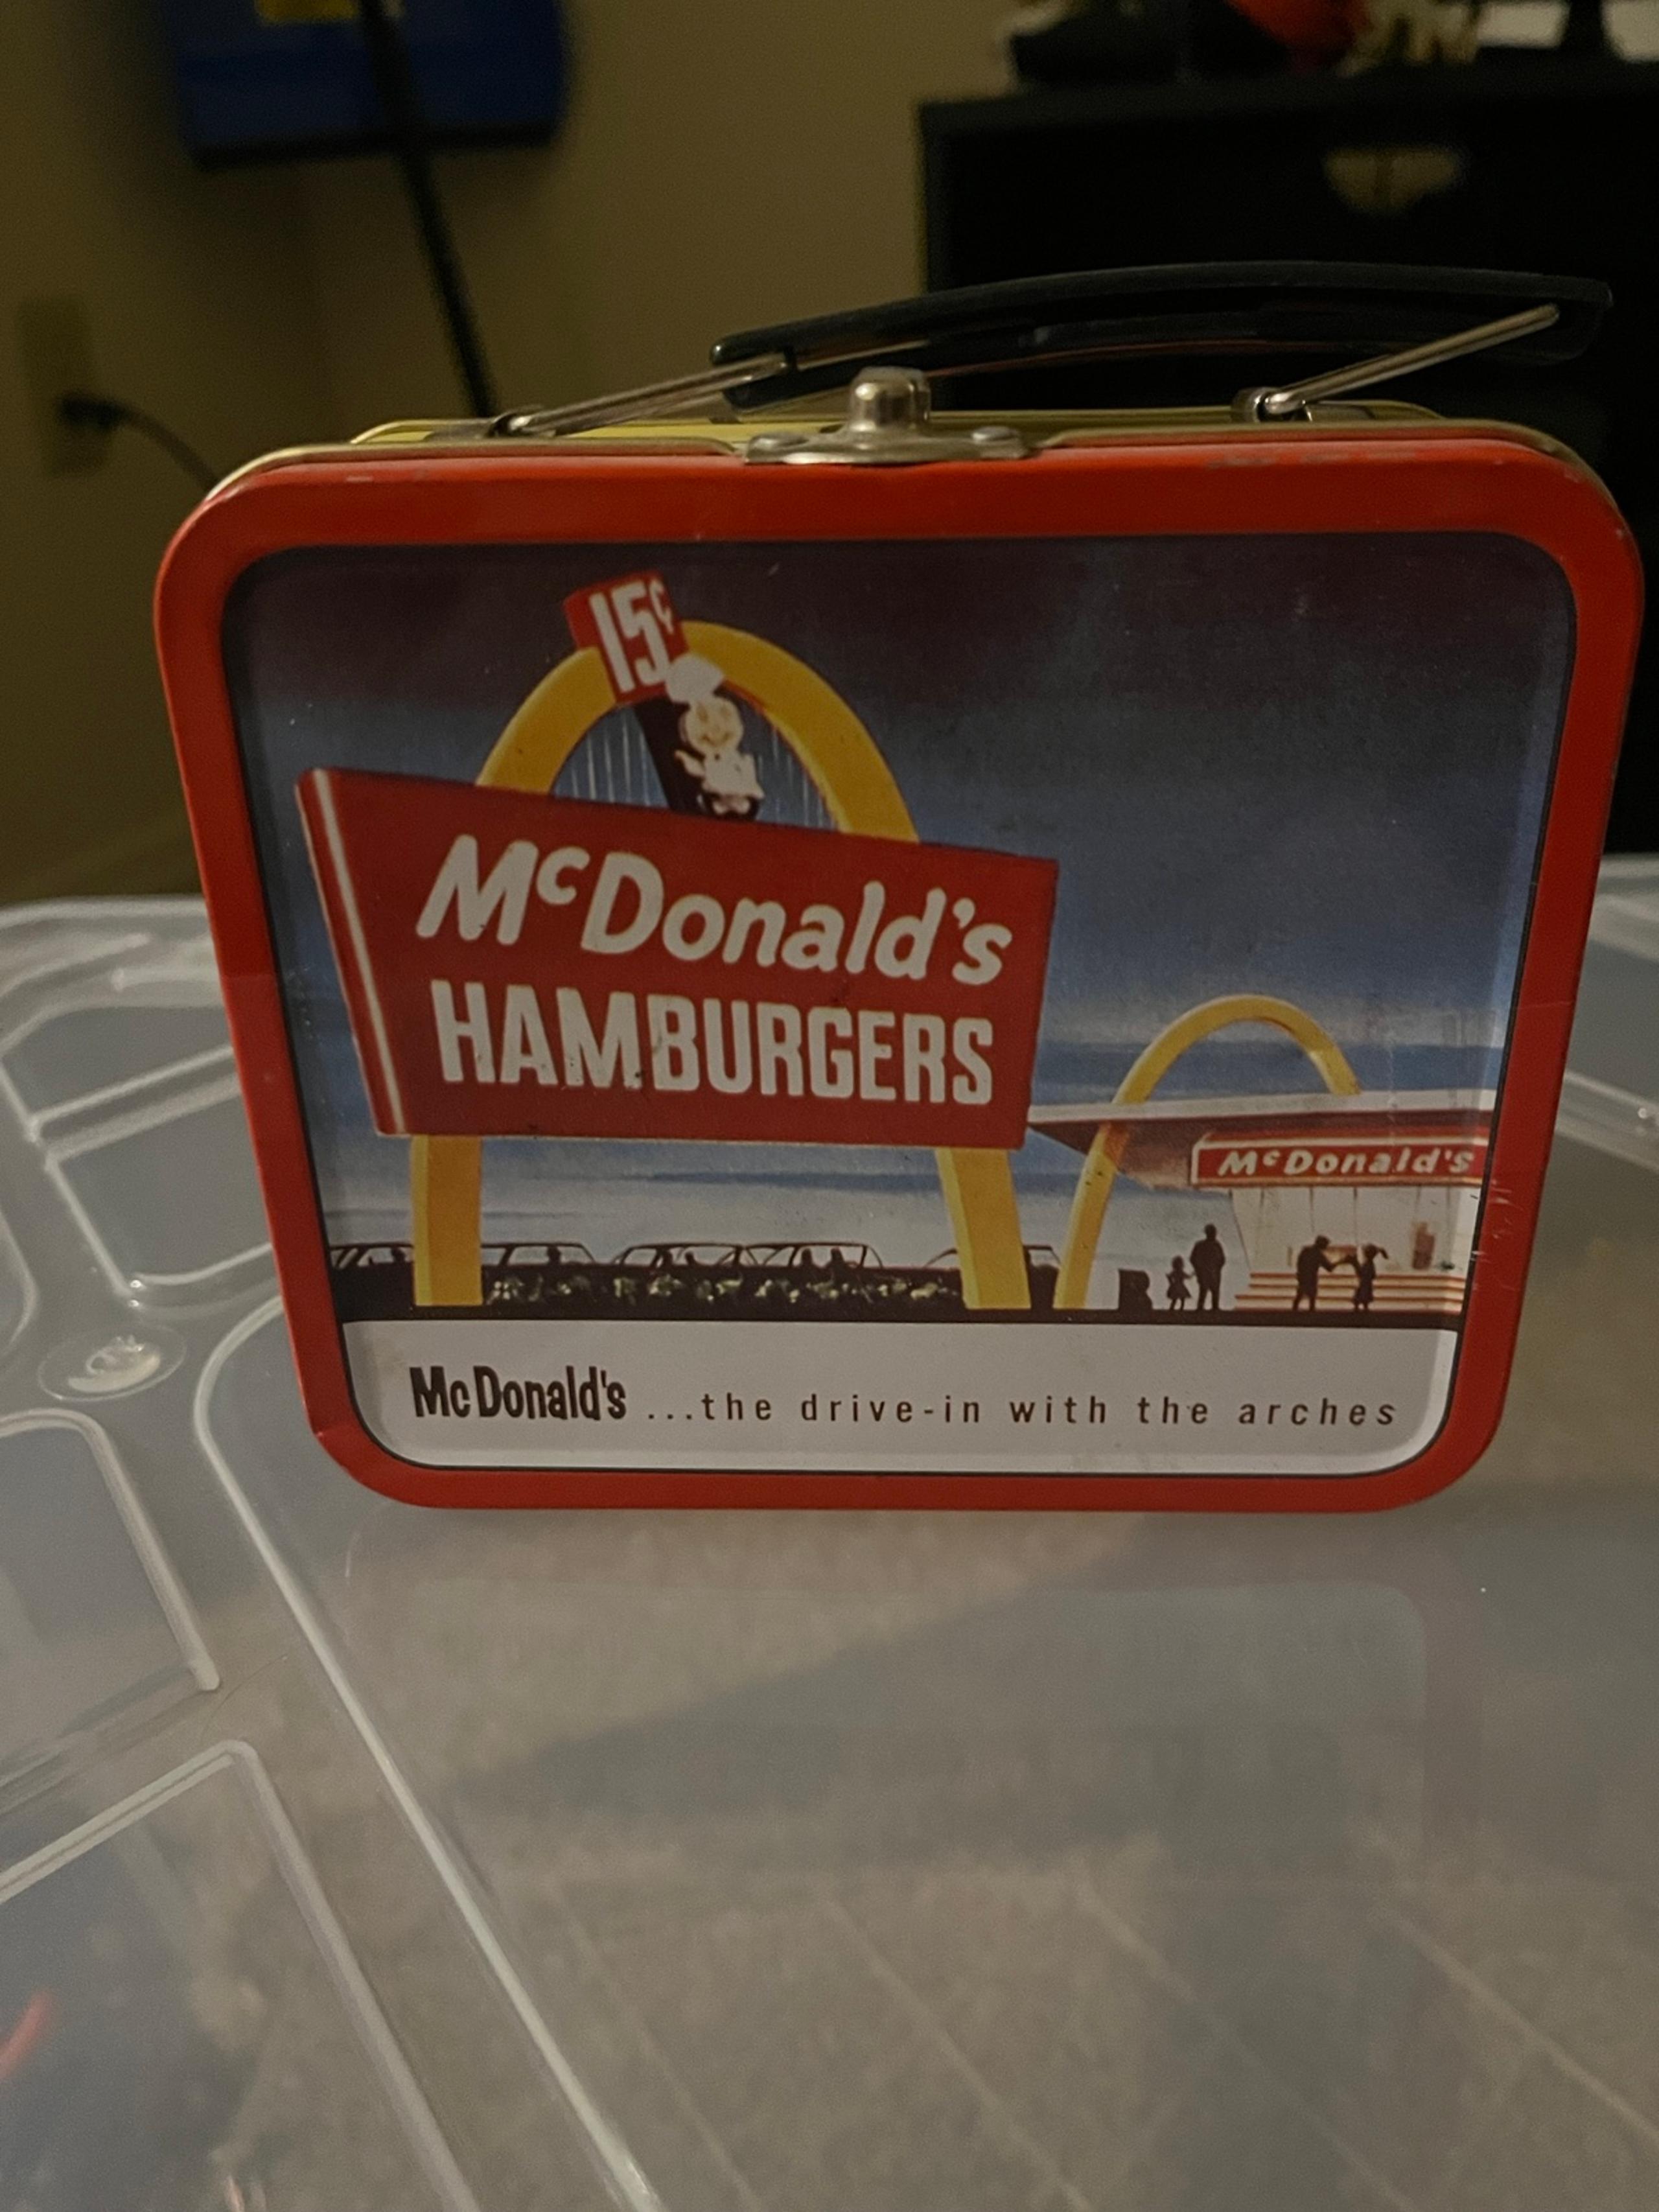 15¢
McDonald's
HAMBURGERS
McDonald's
McDonald's ...the drive-in with the arches